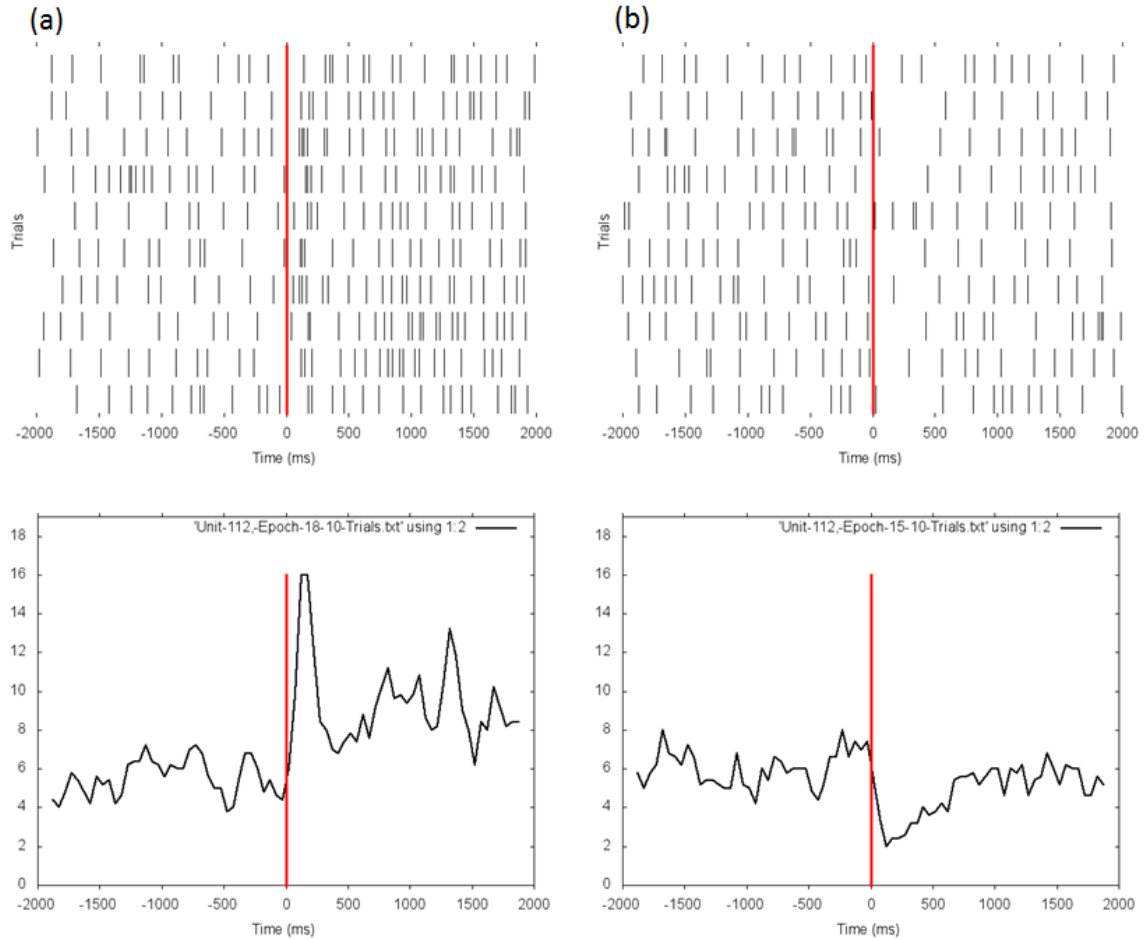 (a)
(b)
Trials
-2000 -1500 -1000 -500 0 500 1000 1500 2000
Time (ms)
Trials
-2000 -1500 -1000 -500 0 500 1000 1500 2000
Time (ms)
'Unit-112,-Epoch-18-10-Trials.txt' using 1:2
18
16
14
12
10
8
6
4
2
0
-2000 -1500 -1000 -500 0 500 1000 1500 2000
Time (ms)
'Unit-112,-Epoch-15-10-Trials.txt' using 1:2
18
16
14
12
10
8
6
4
2
0
-2000 -1500 -1000 -500 0 500 1000 1500 2000
Time (ms)